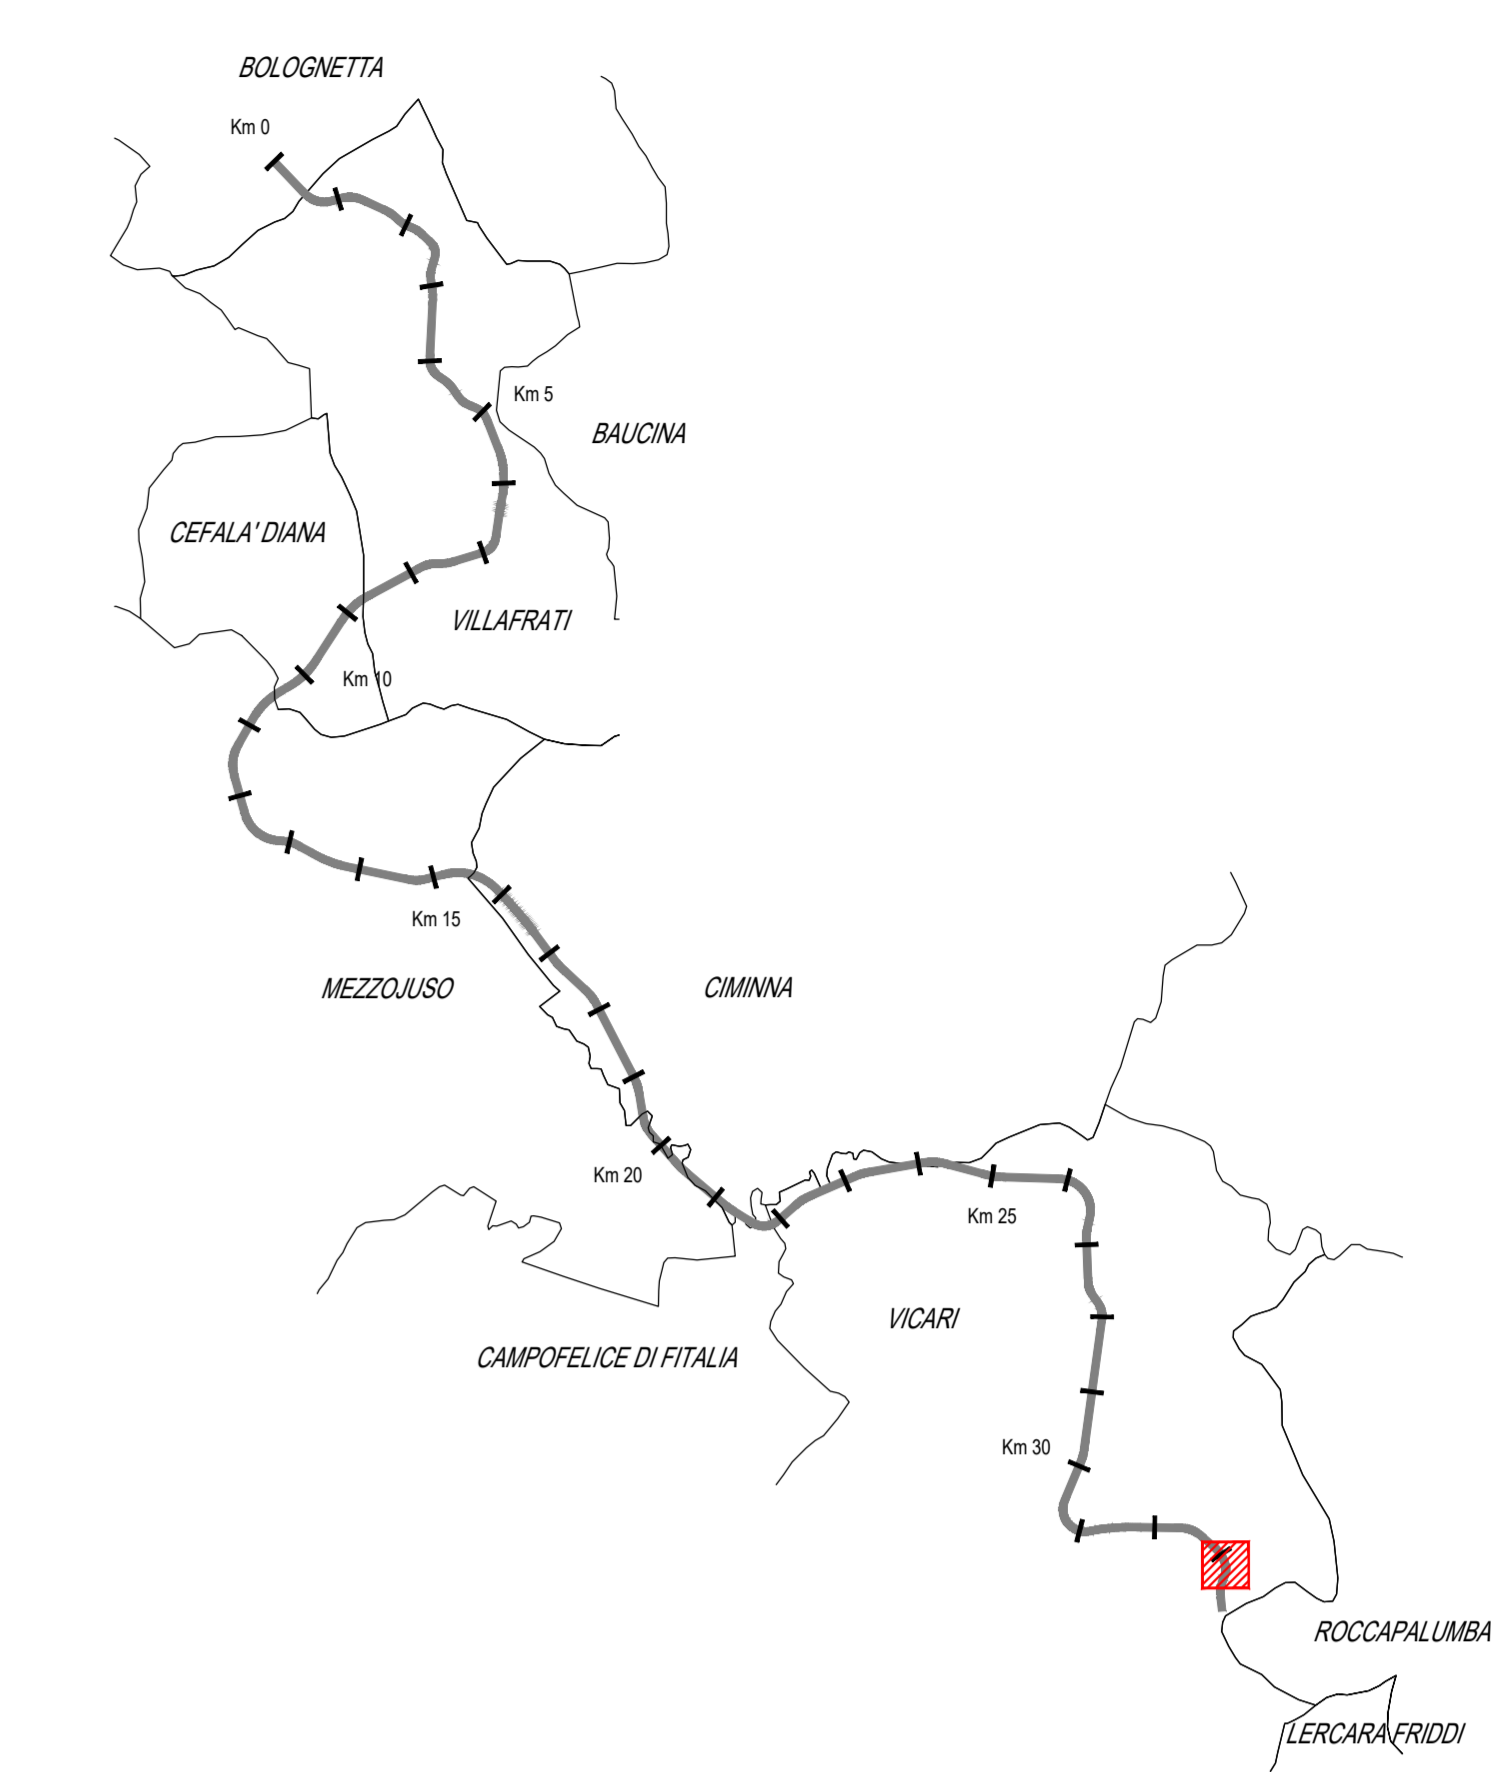 BOLOGNETTA
Km 0
Km 5
BAUCINA
CEFALA' DIANA
VILLAFRATI
Km 10
Km 15
MEZZOJUSO
CIMINNA
Km 20
Km 25
VICARI
CAMPOFELICE DI FITALIA
Km 30
ROCCAPALUMBA
LERCARA FRIDDI